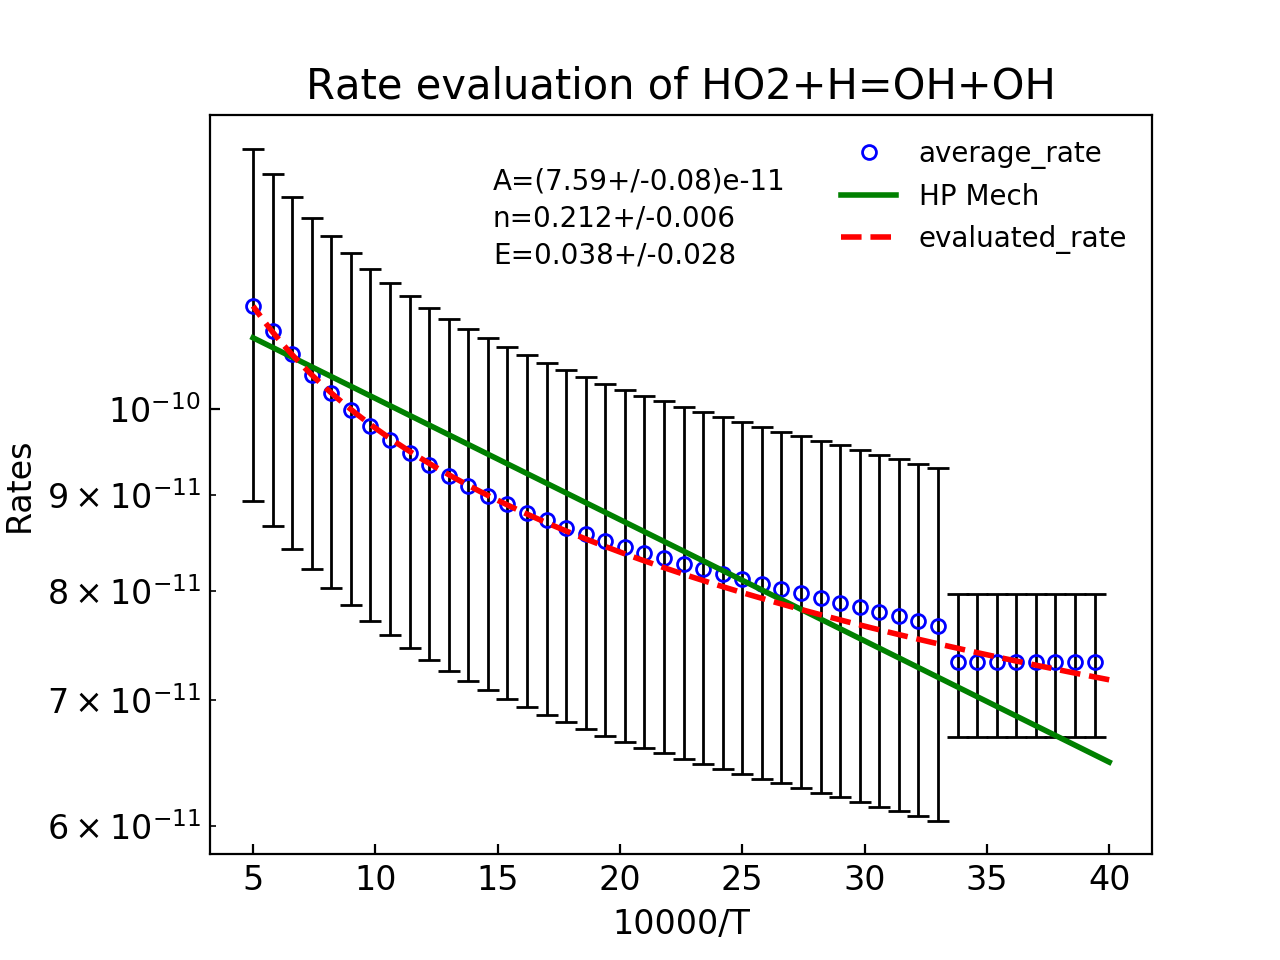 Rate evaluation of HO2+H=OH+OH
A=(7.59+/-0.08)e-11
n=0.212+/-0.006
E=0.038+/-0.028
average_rate
HP Mech
evaluated_rate
Rates
10⁻¹⁰
9 × 10⁻¹¹
8 × 10⁻¹¹
7 × 10⁻¹¹
6 × 10⁻¹¹
5 10 15 20 25 30 35 40
10000/T